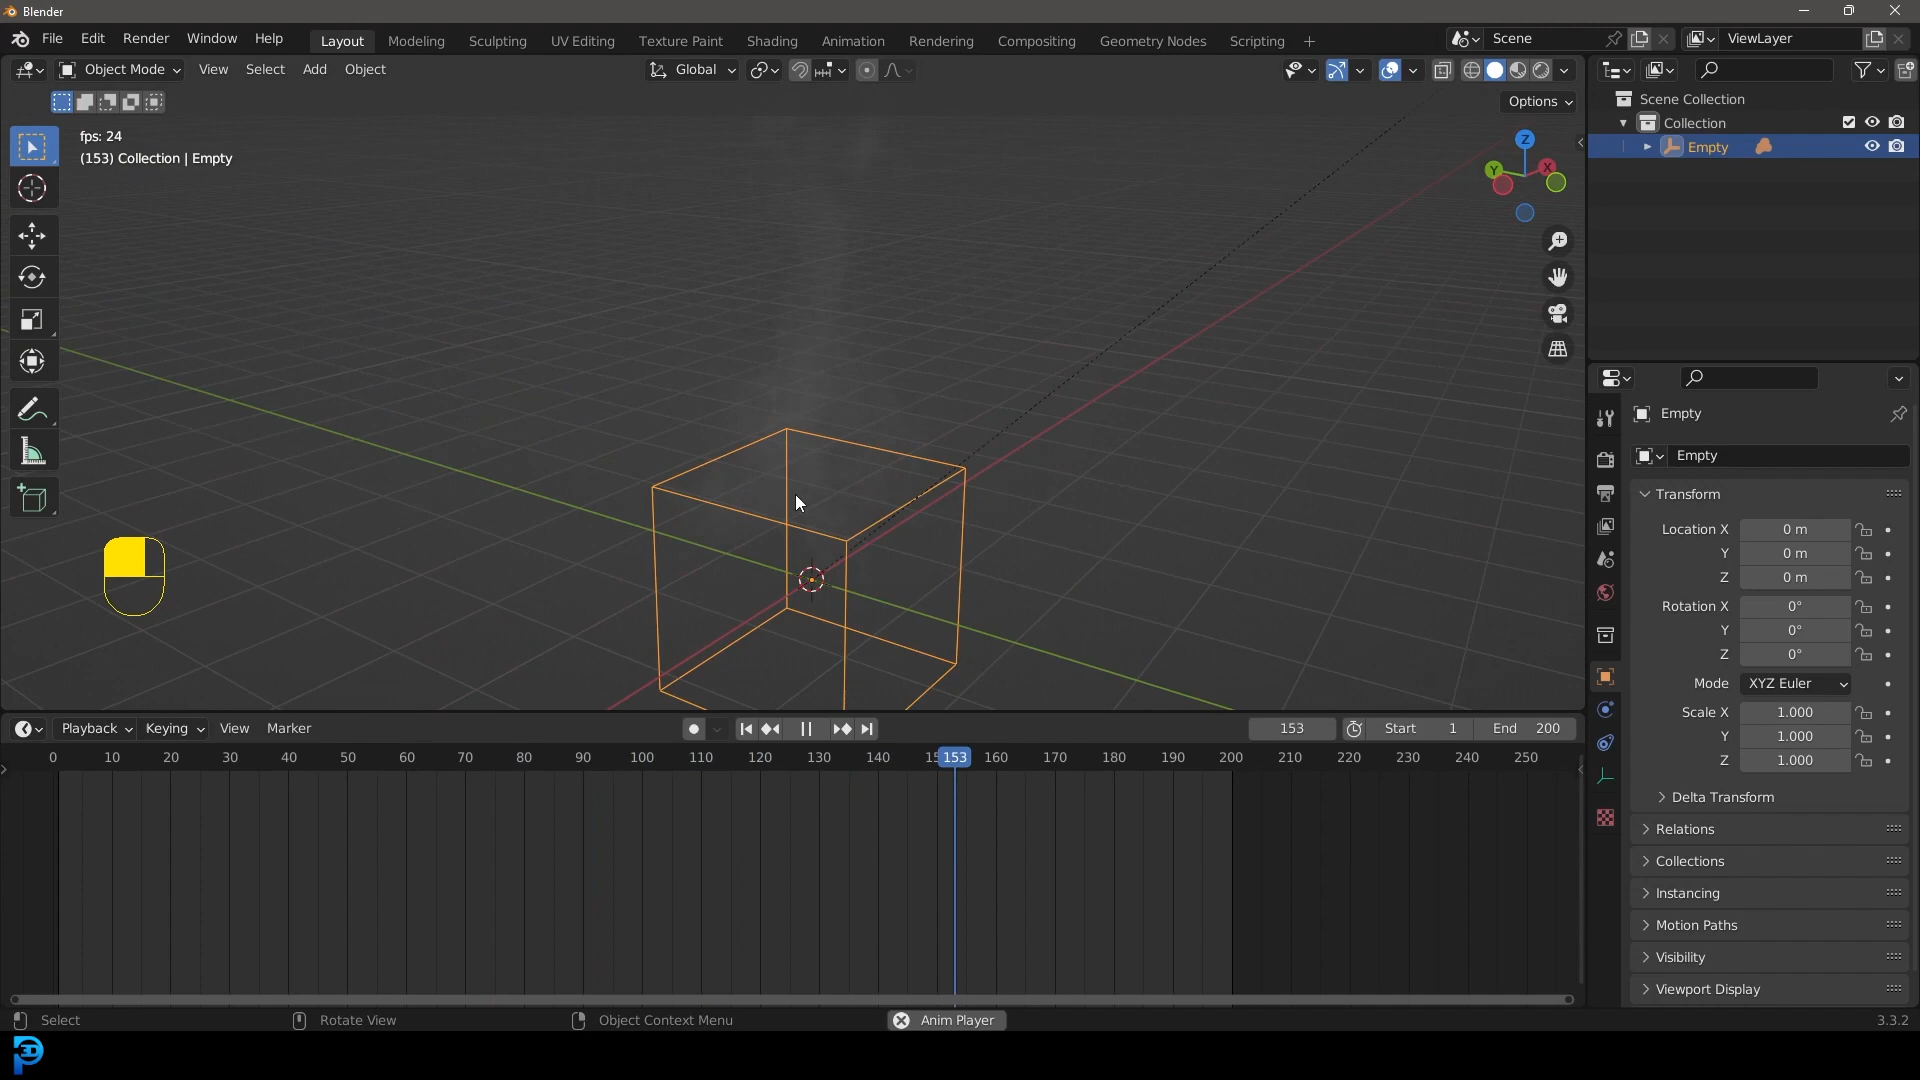 Blender
File Edit Render Window Help Layout Modeling Sculpting UV Editing Texture Paint Shading Animation Rendering Compositing Geometry Nodes Scripting + Scene ViewLayer
Object Mode View Select Add Object Global
Options
fps: 24
(153) Collection | Empty
Z
Y
X
Scene Collection
Collection
Empty
Empty
Empty
Transform
Location X 0 m
Y 0 m
Z 0 m
Rotation X 0°
Y 0°
Z 0°
Mode XYZ Euler
Scale X 1.000
Y 1.000
Z 1.000
Delta Transform
Relations
Collections
Instancing
Motion Paths
Visibility
Viewport Display
Playback Keying View Marker 153 Start 1 End 200
0 10 20 30 40 50 60 70 80 90 100 110 120 130 140 153 160 170 180 190 200 210 220 230 240 250
Select Rotate View Object Context Menu Anim Player 3.3.2